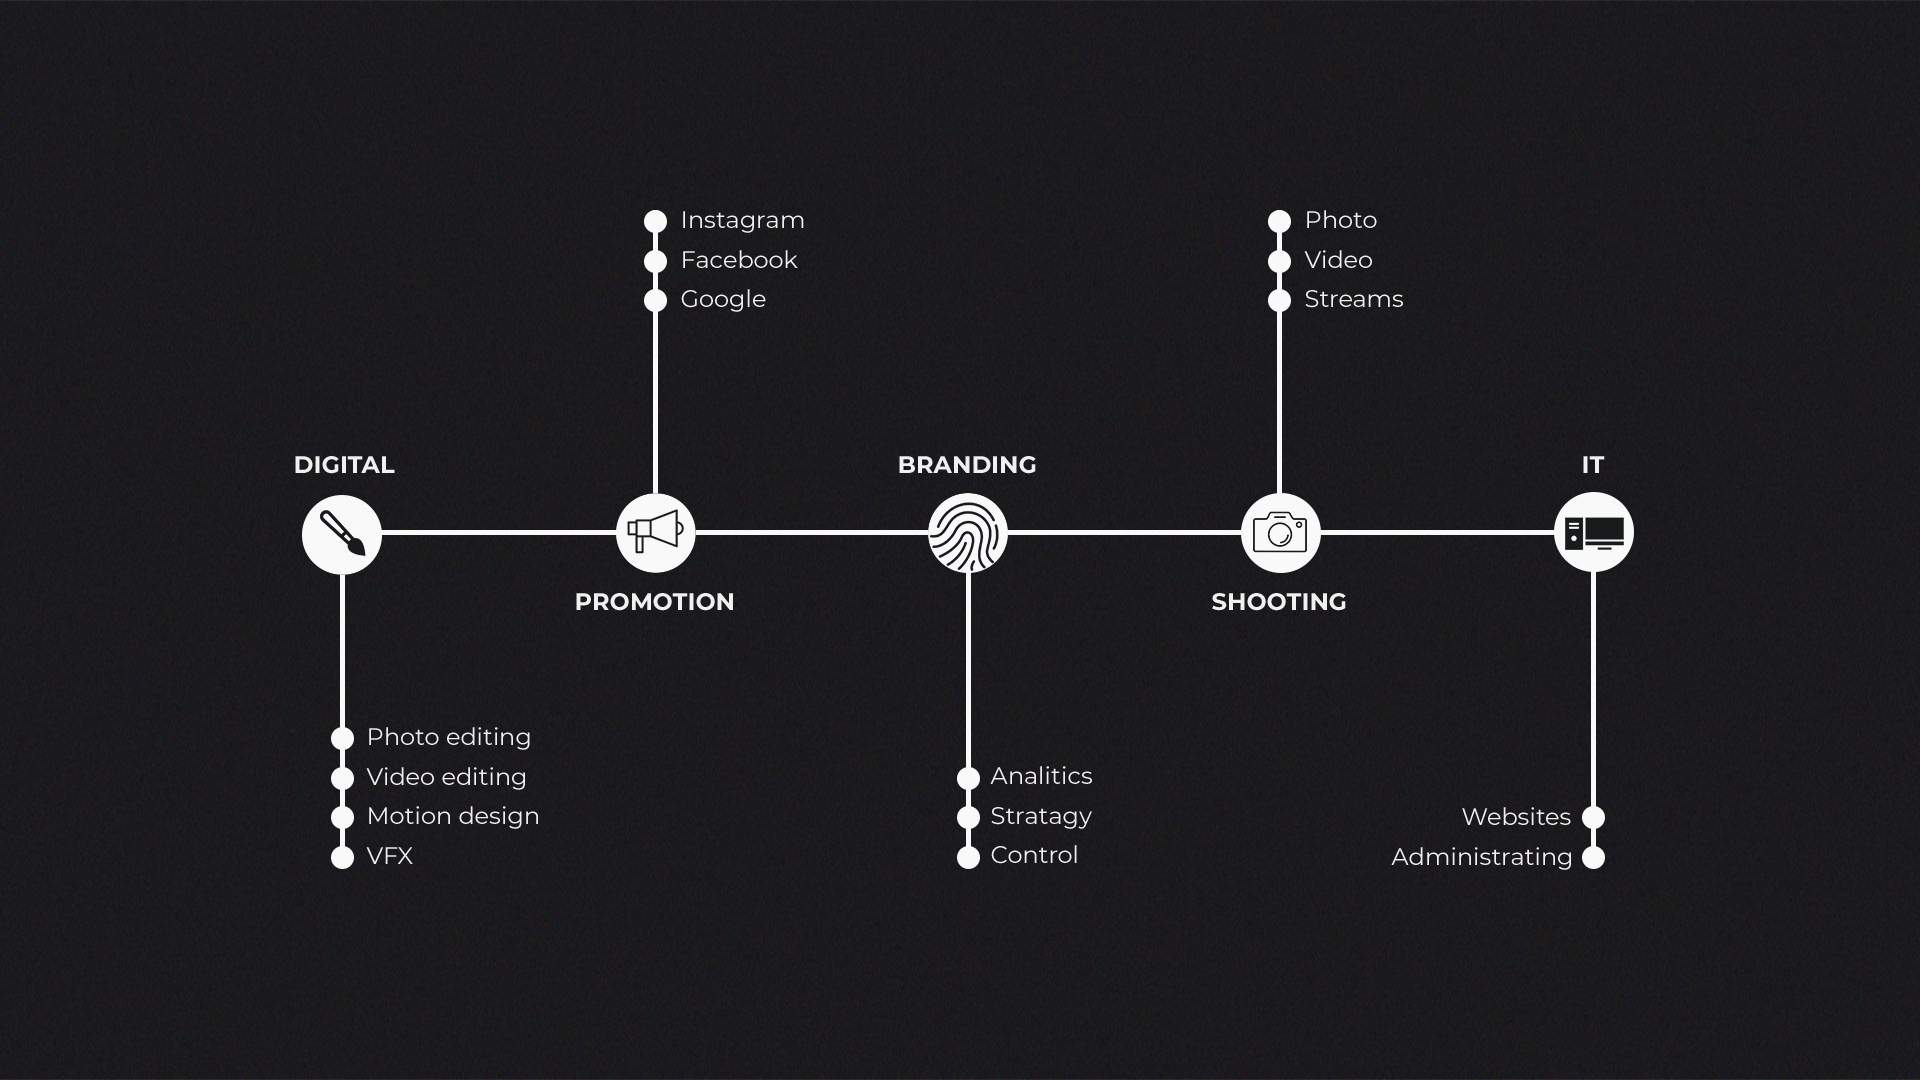 Instagram
Facebook
Google
Photo
Video
Streams
DIGITAL
BRANDING
IT
PROMOTION
SHOOTING
Photo editing
Video editing
Motion design
VFX
Analitics
Stratagy
Control
Websites
Administrating